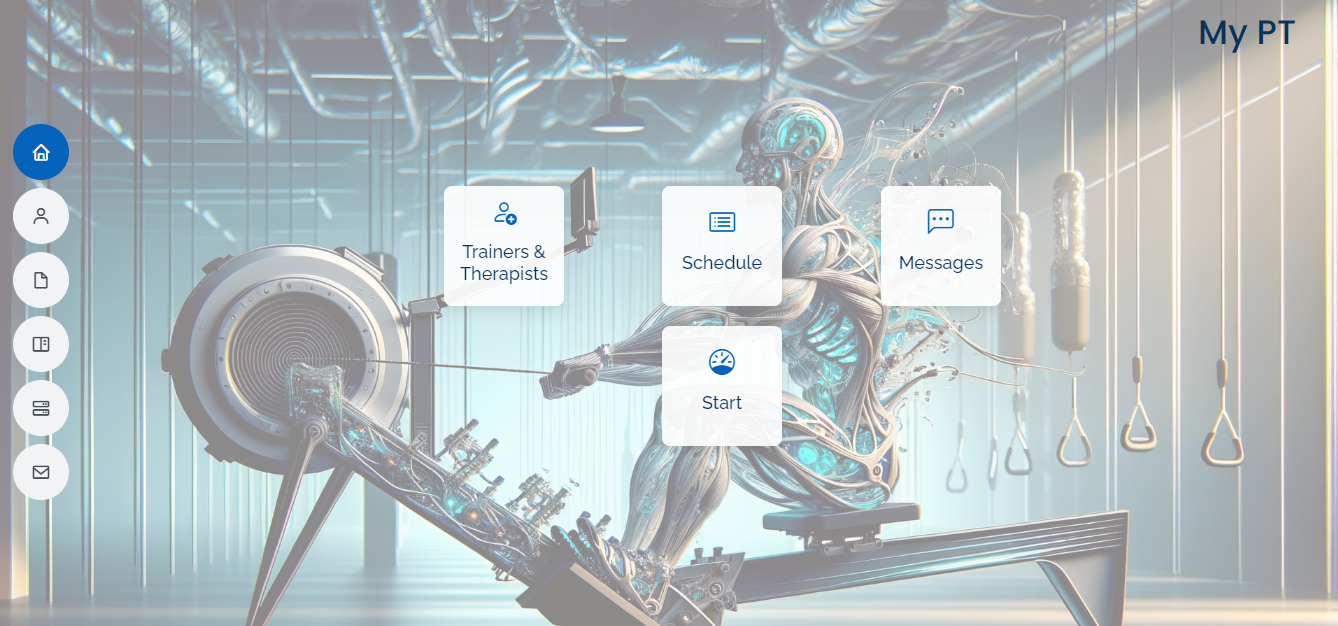 My PT
Trainers &
Therapists
Schedule
Messages
Start